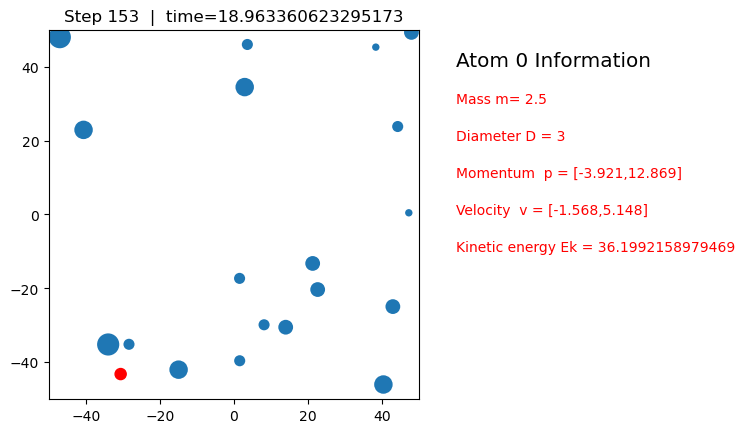 Step 153  |  time=18.963360623295173
Atom 0 Information
Mass m= 2.5
Diameter D = 3
Momentum  p = [-3.921,12.869]
Velocity  v = [-1.568,5.148]
Kinetic energy Ek = 36.1992158979469
40
20
0
−20
−40
−40 −20 0 20 40